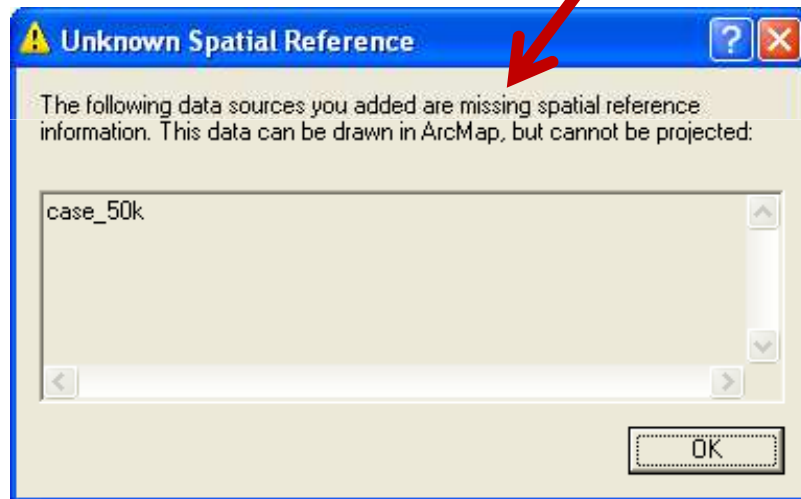 Unknown Spatial Reference
The following data sources you added are missing spatial reference
information. This data can be drawn in ArcMap, but cannot be projected:
case_50k
OK